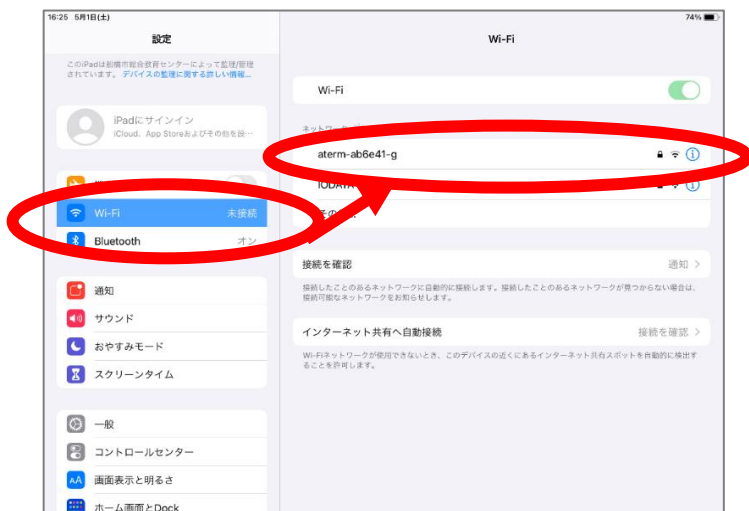 16:25 5月1日(土)
74%
設定
Wi-Fi
このiPadは前橋市総合教育センターによって監理/管理
されています。デバイスの監理に関する詳しい情報...
iPadにサインイン
iCloud、App Storeおよびその他を設…
Wi-Fi
未接続
Bluetooth
オン
通知
サウンド
おやすみモード
スクリーンタイム
一般
コントロールセンター
AA
画面表示と明るさ
ホーム画面とDock
Wi-Fi
aterm-ab6e41-g
IODATA
接続を確認
通知 >
接続したことのあるネットワークに自動的に接続します。接続したことのあるネットワークが見つからない場合は、
接続可能なネットワークをお知らせします。
インターネット共有へ自動接続
接続を確認 >
Wi-Fiネットワークが使用できないとき、このデバイスの近くにあるインターネット共有スポットを自動的に検出す
ることを許可します。